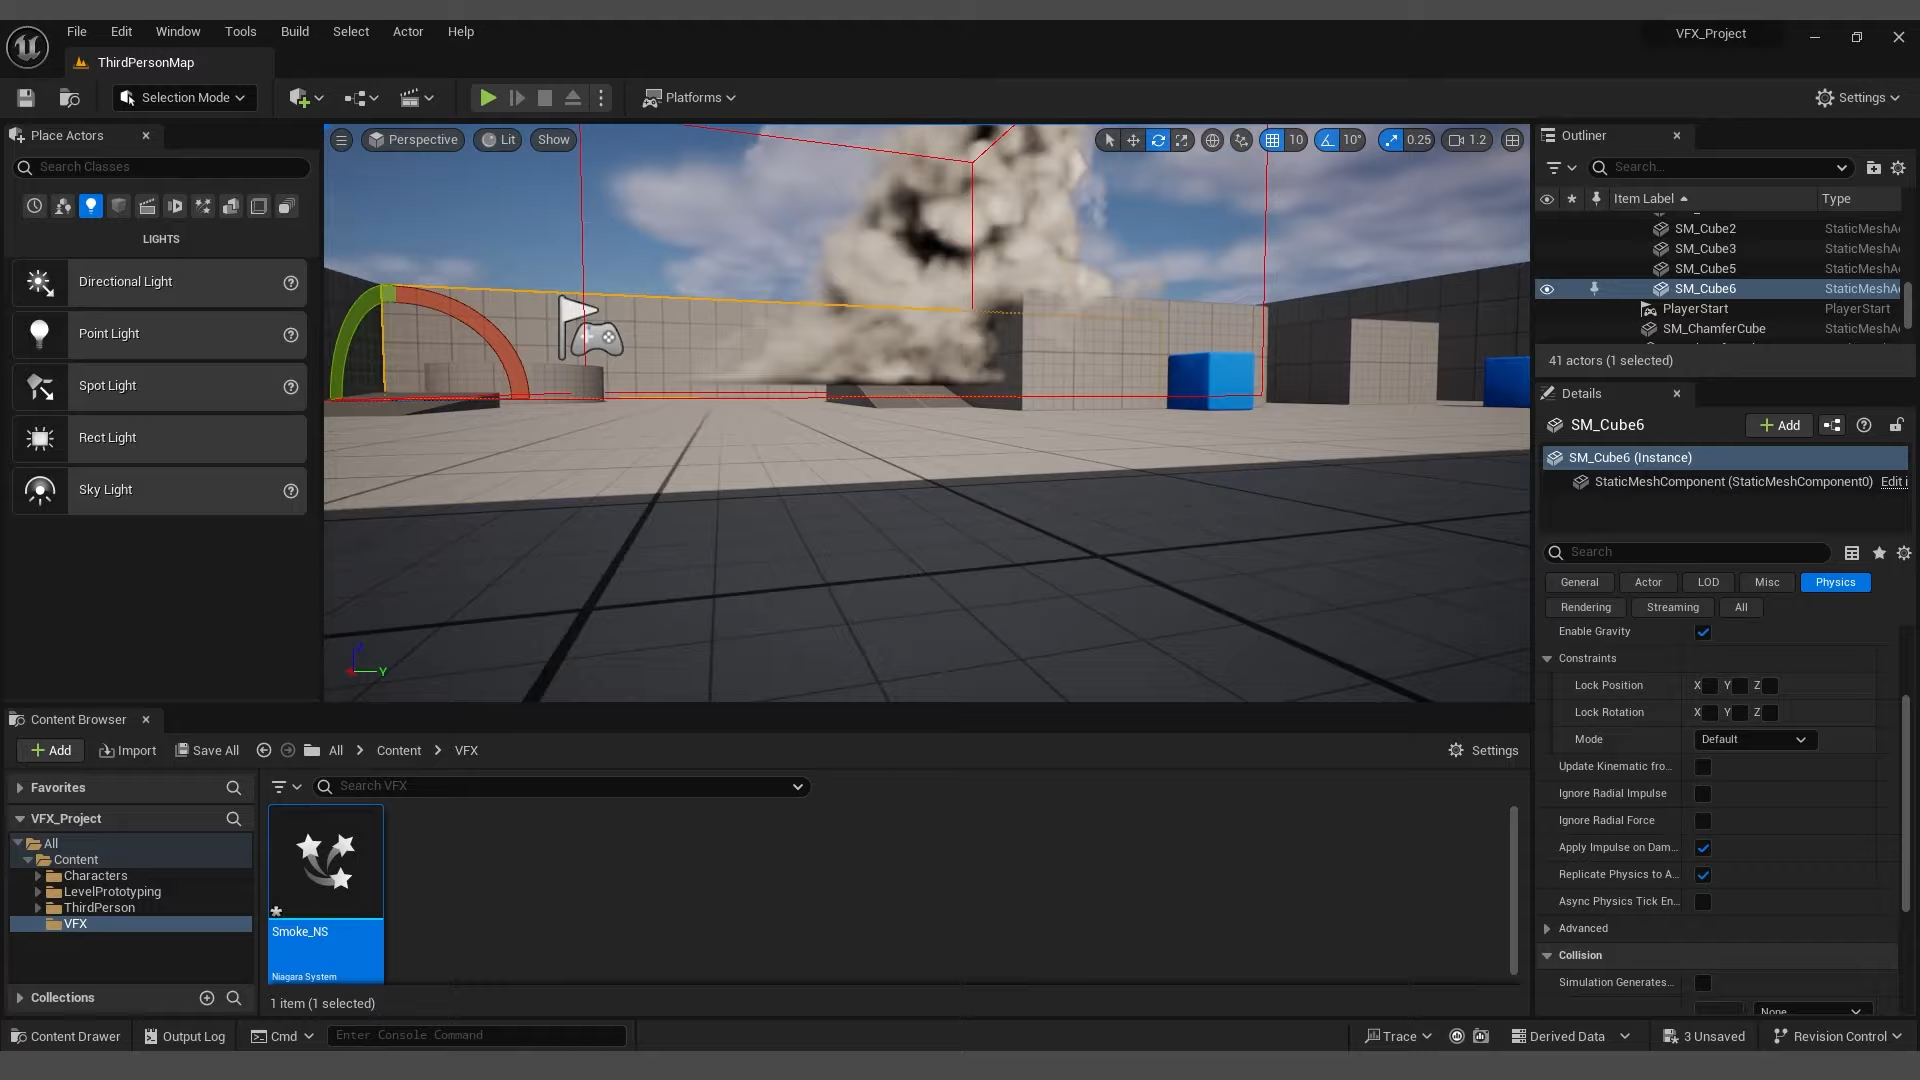 File Edit Window Tools Build Select Actor Help
VFX_Project
ThirdPersonMap
Selection Mode
Platforms
Settings
Place Actors
Search Classes
LIGHTS
Directional Light
Point Light
Spot Light
Rect Light
Sky Light
Perspective Lit Show
10 10° 0.25 1.2
Y
Outliner
Search...
Item Label Type
SM_Cube2 StaticMeshA
SM_Cube3 StaticMeshA
SM_Cube5 StaticMeshA
SM_Cube6 StaticMeshA
PlayerStart PlayerStart
SM_ChamferCube StaticMeshA
41 actors (1 selected)
Details
SM_Cube6
Add
SM_Cube6 (Instance)
StaticMeshComponent (StaticMeshComponent0) Edit i
Search
General Actor LOD Misc Physics
Rendering Streaming All
Enable Gravity
Constraints
Lock Position X Y Z
Lock Rotation X Y Z
Mode Default
Update Kinematic fro...
Ignore Radial Impulse
Ignore Radial Force
Apply Impulse on Dam...
Replicate Physics to A...
Async Physics Tick En...
Advanced
Collision
Simulation Generates...
None
Content Browser
Add Import Save All All Content VFX
Settings
Favorites
VFX_Project
All
Content
Characters
LevelPrototyping
ThirdPerson
VFX
Collections
Search VFX
Smoke_NS
Niagara System
1 item (1 selected)
Content Drawer Output Log Cmd Enter Console Command
Trace Derived Data 3 Unsaved Revision Control